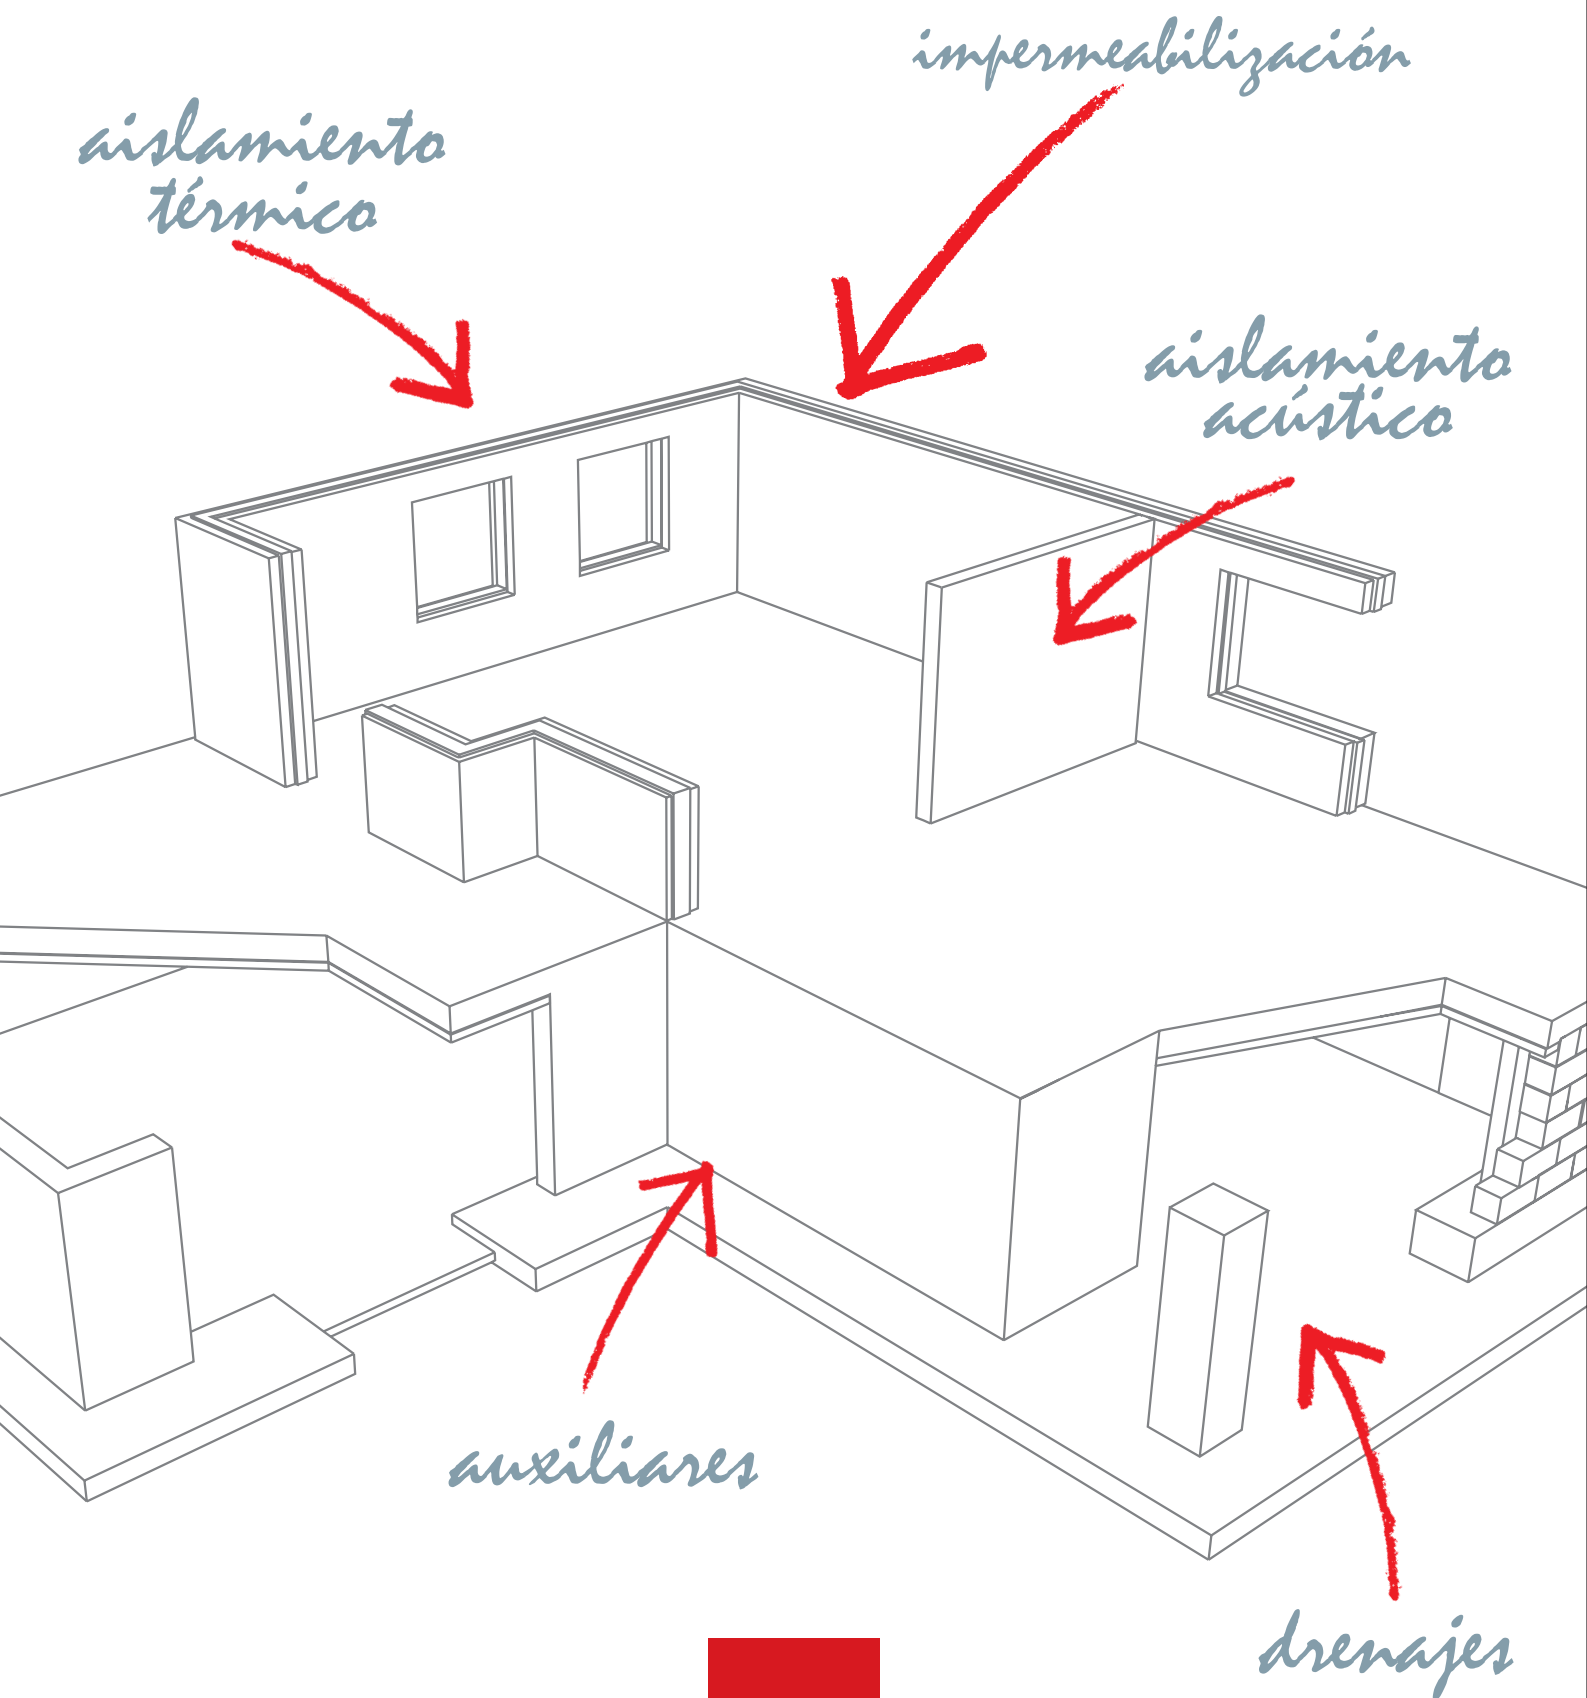 impermeabilización
aislamiento
térmico
aislamiento
acústico
auxiliares
drenajes